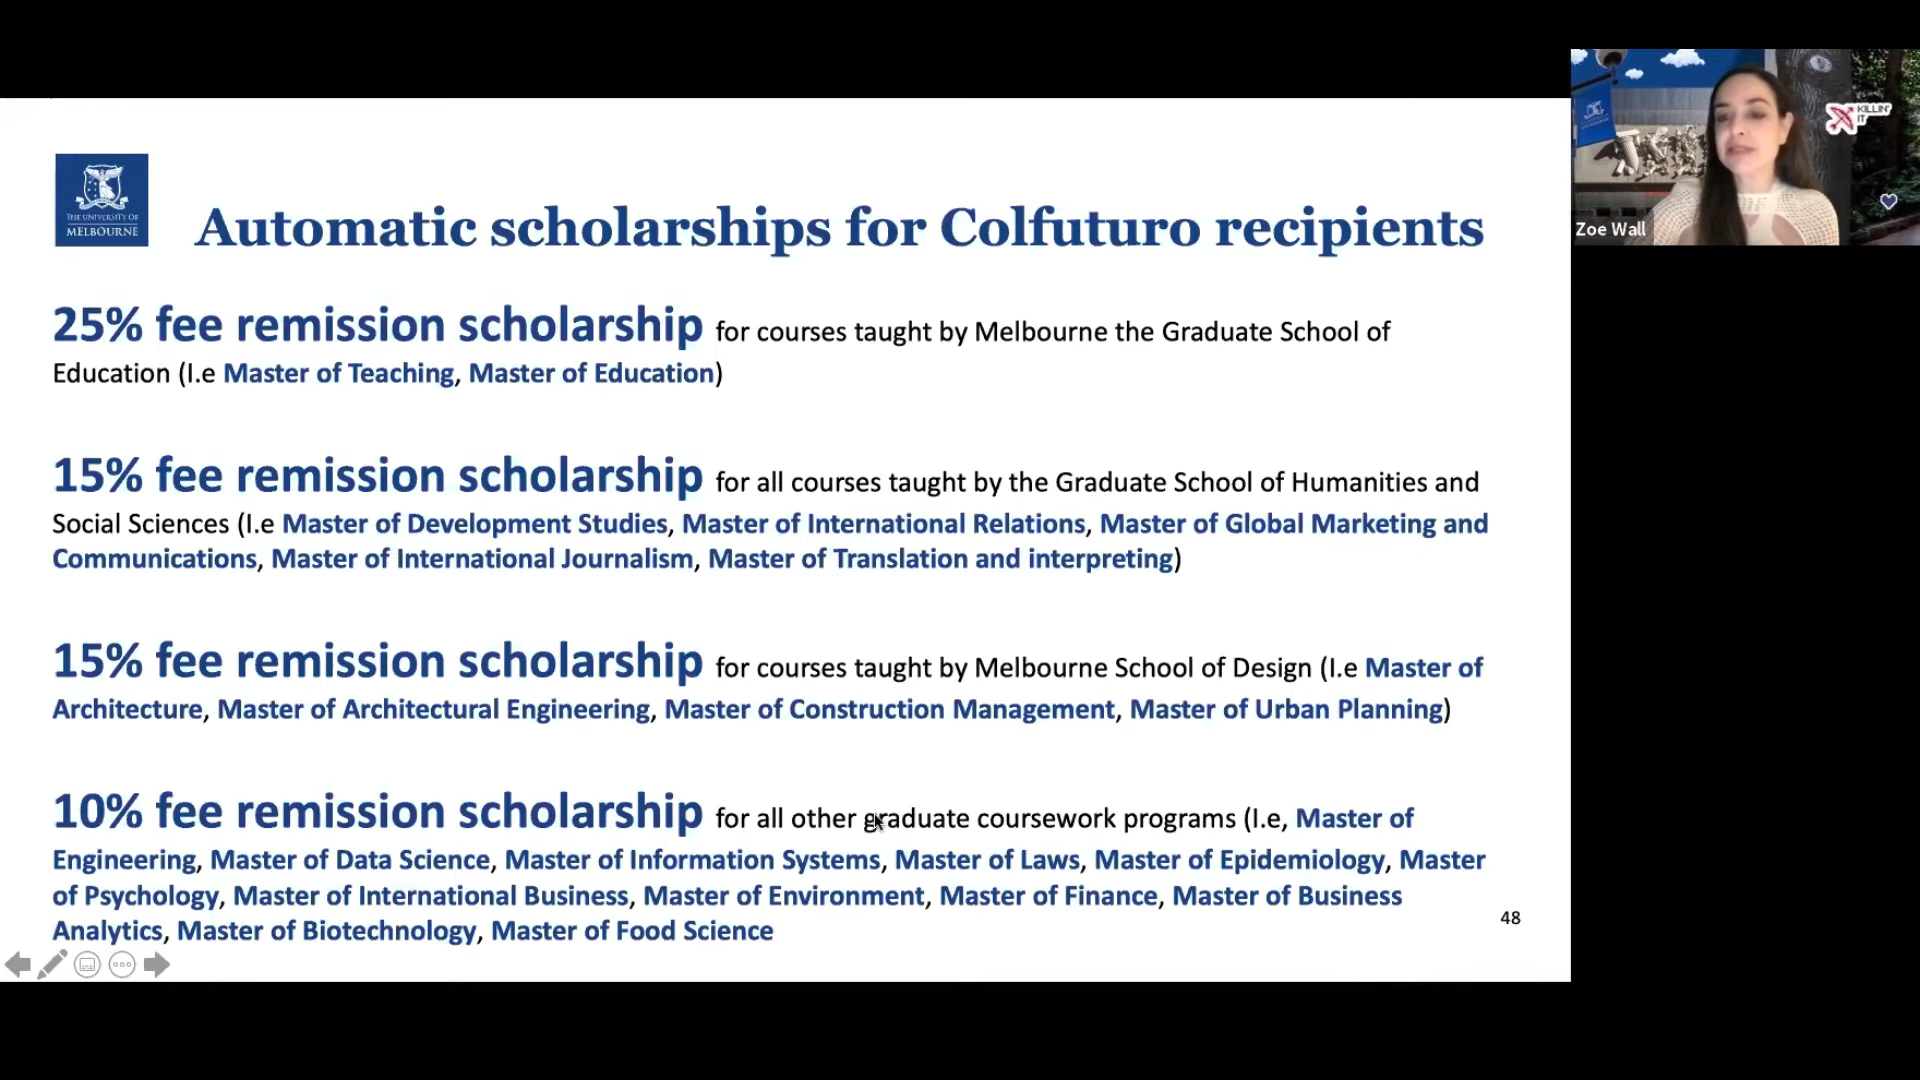 THE UNIVERSITY OF
MELBOURNE
Automatic scholarships for Colfuturo recipients
25% fee remission scholarship for courses taught by Melbourne the Graduate School of
Education (I.e Master of Teaching, Master of Education)
15% fee remission scholarship for all courses taught by the Graduate School of Humanities and
Social Sciences (I.e Master of Development Studies, Master of International Relations, Master of Global Marketing and
Communications, Master of International Journalism, Master of Translation and interpreting)
15% fee remission scholarship for courses taught by Melbourne School of Design (I.e Master of
Architecture, Master of Architectural Engineering, Master of Construction Management, Master of Urban Planning)
10% fee remission scholarship for all other graduate coursework programs (I.e, Master of
Engineering, Master of Data Science, Master of Information Systems, Master of Laws, Master of Epidemiology, Master
of Psychology, Master of International Business, Master of Environment, Master of Finance, Master of Business
Analytics, Master of Biotechnology, Master of Food Science
48
KILLIN'
IT
Zoe Wall